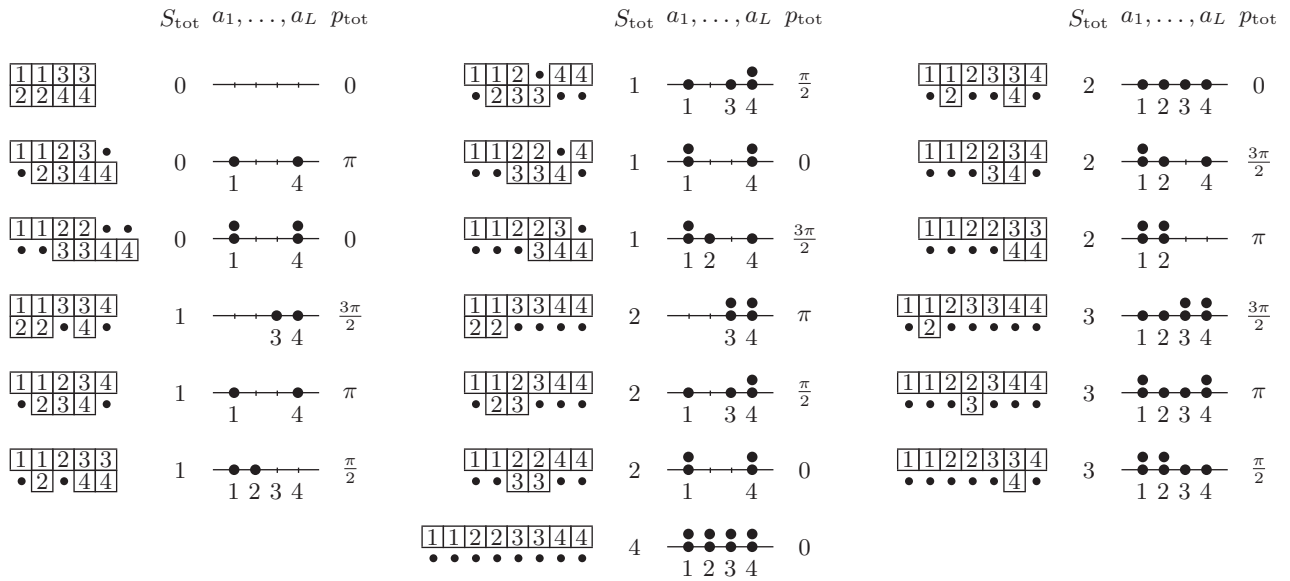 S_tot a_1, …, a_L p_tot
1 1 3 3
2 2 4 4
0 0
1 1 2 3 •
• 2 3 4 4
0 π
1 4
1 1 2 2 • •
• • 3 3 4 4
0 0
1 4
1 1 3 3 4
2 2 • 4 •
1 3π/2
3 4
1 1 2 3 4
• 2 3 4 •
1 π
1 4
1 1 2 3 3
• 2 • 4 4
1 π/2
1 2 3 4
S_tot a_1, …, a_L p_tot
1 1 2 • 4 4
• 2 3 3 • •
1 π/2
1 3 4
1 1 2 2 • 4
• • 3 3 4 •
1 0
1 4
1 1 2 2 3 •
• • • 3 4 4
1 3π/2
1 2 4
1 1 3 3 4 4
2 2 • • • •
2 π
3 4
1 1 2 3 4 4
• 2 3 • • •
2 π/2
1 3 4
1 1 2 2 4 4
• • 3 3 • •
2 0
1 4
1 1 2 2 3 3 4 4
• • • • • • • •
4 0
1 2 3 4
S_tot a_1, …, a_L p_tot
1 1 2 3 3 4
• 2 • • 4 •
2 0
1 2 3 4
1 1 2 2 3 4
• • • 3 4 •
2 3π/2
1 2 4
1 1 2 2 3 3
• • • • 4 4
2 π
1 2
1 1 2 3 3 4 4
• 2 • • • • •
3 3π/2
1 2 3 4
1 1 2 2 3 4 4
• • • 3 • • •
3 π
1 2 3 4
1 1 2 2 3 3 4
• • • • • 4 •
3 π/2
1 2 3 4